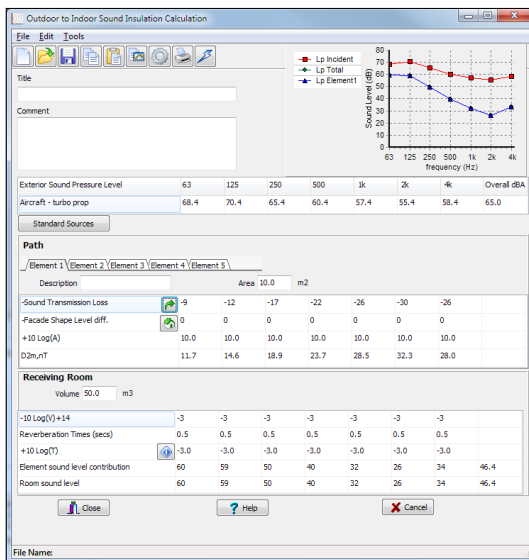 Outdoor to Indoor Sound Insulation Calculation
File Edit Tools
Title
Comment
Lp Incident
Lp Total
Lp Element1
Sound Level (dB)
80
70
60
50
40
30
20
10
0
63 125 250 500 1k 2k 4k
frequency (Hz)
Exterior Sound Pressure Level 63 125 250 500 1k 2k 4k Overall dBA
Aircraft - turbo prop 68.4 70.4 65.4 60.4 57.4 55.4 58.4 65.0
Standard Sources
Path
Element 1 Element 2 Element 3 Element 4 Element 5
Description Area 10.0 m2
-Sound Transmission Loss -9 -12 -17 -22 -26 -30 -26
-Facade Shape Level diff. 0 0 0 0 0 0 0
+10 Log(A) 10.0 10.0 10.0 10.0 10.0 10.0 10.0
D2m,nT 11.7 14.6 18.9 23.7 28.5 32.3 28.0
Receiving Room
Volume 50.0 m3
-10 Log(V)+14 -3 -3 -3 -3 -3 -3 -3
Reverberation Times (secs) 0.5 0.5 0.5 0.5 0.5 0.5 0.5
+10 Log(T) -3.0 -3.0 -3.0 -3.0 -3.0 -3.0 -3.0
Element sound level contribution 60 59 50 40 32 26 34 46.4
Room sound level 60 59 50 40 32 26 34 46.4
Close ? Help Cancel
File Name: